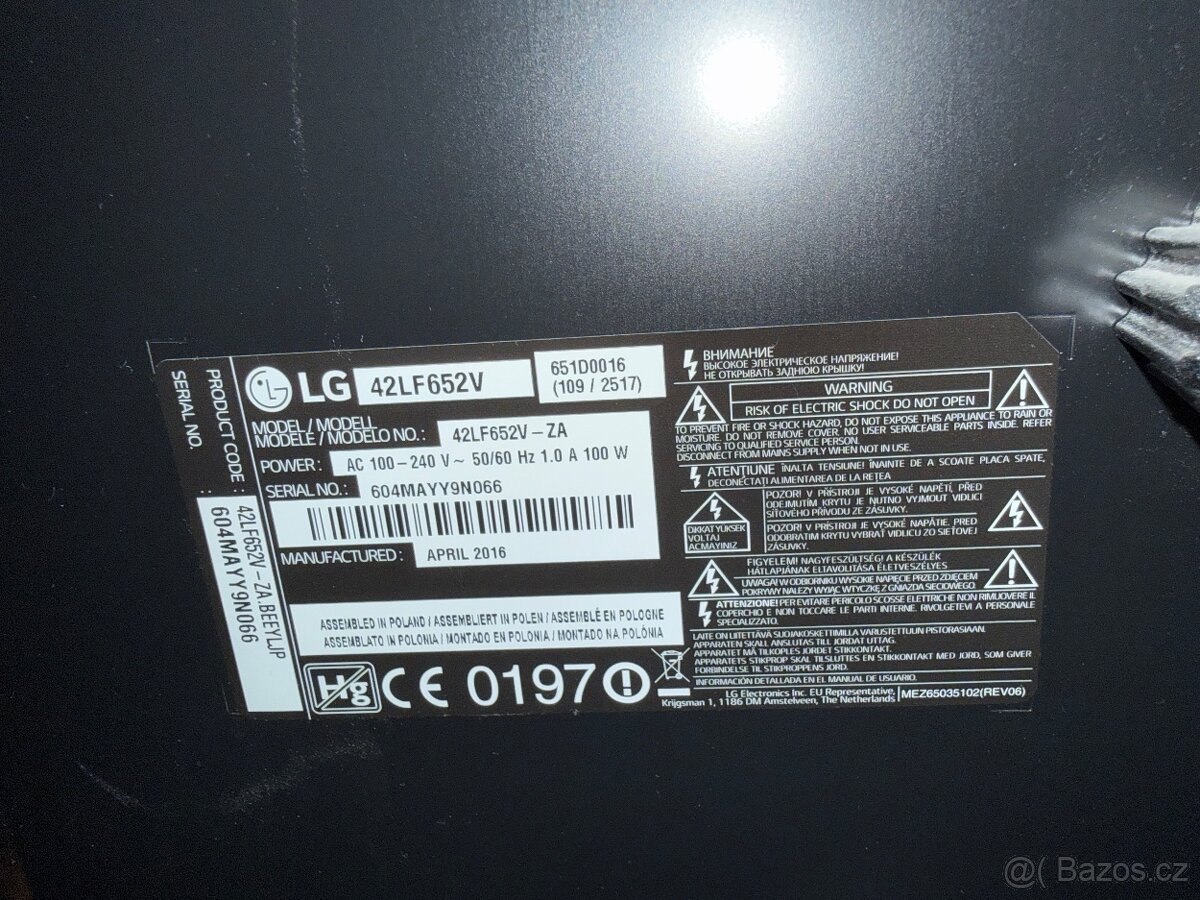 PRODUCT CODE :
SERIAL NO. :
42LF652V-ZA.BEEYLJP
604MAYY9N066
LG 42LF652V
651D0016
(109 / 2517)
MODEL / MODELL
MODÈLE / MODELO NO. : 42LF652V-ZA
POWER : AC 100-240 V ~ 50/60 Hz 1.0 A 100 W
SERIAL NO. : 604MAYY9N066
MANUFACTURED : APRIL 2016
ASSEMBLED IN POLAND / ASSEMBLIERT IN POLEN / ASSEMBLÉ EN POLOGNE
ASSEMBLATO IN POLONIA / MONTADO EN POLONIA / MONTADO NA POLÔNIA
Hg CE 0197
ВНИМАНИЕ
ВЫСОКОЕ ЭЛЕКТРИЧЕСКОЕ НАПРЯЖЕНИЕ!
НЕ ОТКРЫВАТЬ ЗАДНЮЮ КРЫШКУ!
WARNING
RISK OF ELECTRIC SHOCK DO NOT OPEN
TO PREVENT FIRE OR SHOCK HAZARD, DO NOT EXPOSE THIS APPLIANCE TO RAIN OR
MOISTURE. DO NOT REMOVE COVER. NO USER SERVICEABLE PARTS INSIDE. REFER
SERVICING TO QUALIFIED SERVICE PERSON.
DISCONNECT FROM MAINS SUPPLY WHEN NOT IN USE.
ATENȚIUNE ÎNALTA TENSIUNE! ÎNAINTE DE A SCOATE PLACA SPATE,
DECONECTAȚI ALIMENTAREA DE LA REȚEA
DIKKAT YUKSEK
VOLTAJ
ACMAYINIZ
POZOR! V PŘÍSTROJI JE VYSOKÉ NAPĚTÍ, PŘED
ODEJMUTÍM KRYTU JE NUTNO VYJMOUT VIDLICI
SÍŤOVÉHO PŘÍVODU ZE ZÁSUVKY.
POZOR! V PRÍSTROJI JE VYSOKÉ NAPÄTIE. PRED
ODOBRATÍM KRYTU VYBRAŤ VIDLICU ZO SIEŤOVEJ
ZÁSUVKY.
FIGYELEM! NAGYFESZÜLTSÉG! A KÉSZÜLÉK
HÁTLAPJÁNAK ELTÁVOLÍTÁSA ÉLETVESZÉLYES
UWAGA! W ODBIORNIKU WYSOKIE NAPIĘCIE PRZED ZDJĘCIEM
POKRYWY NALEŻY WYJĄĆ WTYCZKĘ Z GNIAZDA SIECIOWEGO.
ATTENZIONE! PER EVITARE PERICOLO SCOSSE ELETTRICHE NON RIMUOVERE IL
COPERCHIO E NON TOCCARE LE PARTI INTERNE. RIVOLGETEVI A PERSONALE
SPECIALIZZATO.
LAITE ON LIITETTÄVÄ SUOJAKOSKETTIMILLA VARUSTETTUUN PISTORASIAAN.
APPARATEN SKALL ANSLUTAS TILL JORDAT UTTAG.
APPARATET MÅ TILKOPLES JORDET STIKKONTAKT.
APPARATETS STIKPROP SKAL TILSLUTTES EN STIKKONTAKT MED JORD, SOM GIVER
FORBINDELSE TIL STIKPROPPENS JORD.
INFORMACIÓN DETALLADA EN EL MANUAL DE USUARIO.
LG Electronics Inc. EU Representative,
Krijgsman 1, 1186 DM Amstelveen, The Netherlands
MEZ65035102(REV06)
@( Bazos.cz